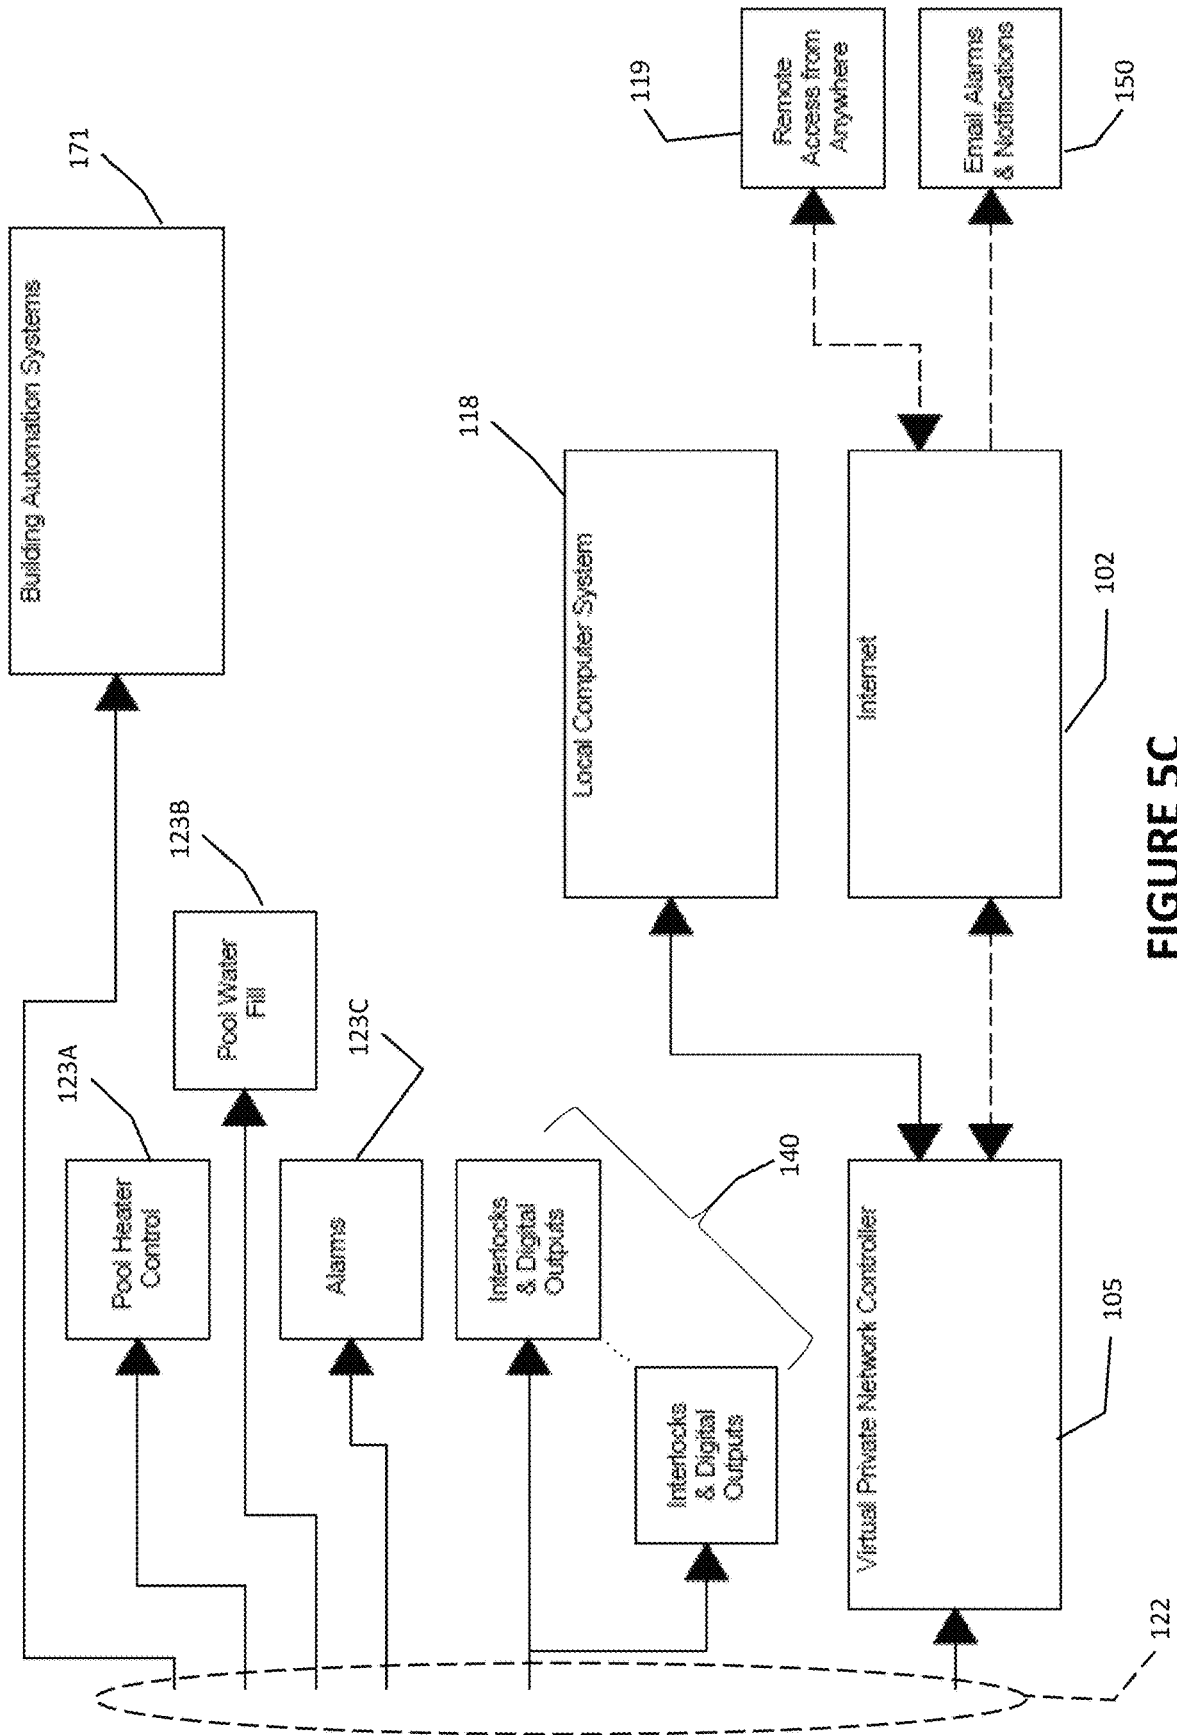 Building Automation Systems
171
Pool Heater
Control
123A
Pool Water
Fill
123B
Alarms
123C
Interlocks
& Digital
Outputs
Interlocks
& Digital
Outputs
140
Local Computer System
118
Remote
Access from
Anywhere
119
Virtual Private Network Controller
105
Internet
102
Email Alarms
& Notifications
150
122
FIGURE 5C